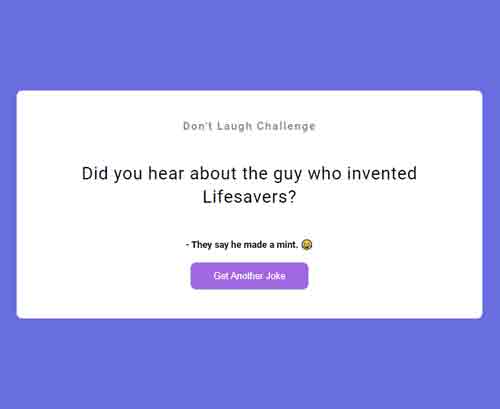 Don't Laugh Challenge
Did you hear about the guy who invented
Lifesavers?
- They say he made a mint. 😂
Get Another Joke